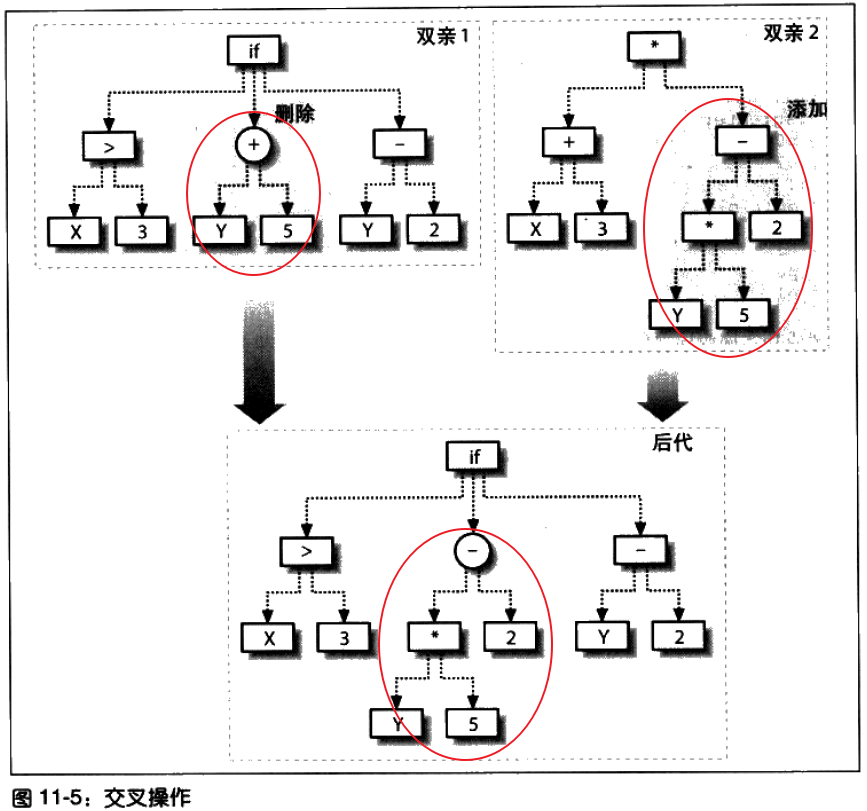 双亲 1
if
删除
> + -
X 3 Y 5 Y 2
双亲 2
*
添加
+ -
X 3 * 2
Y 5
后代
if
> - -
X 3 * 2 Y 2
Y 5
图 11-5：交叉操作